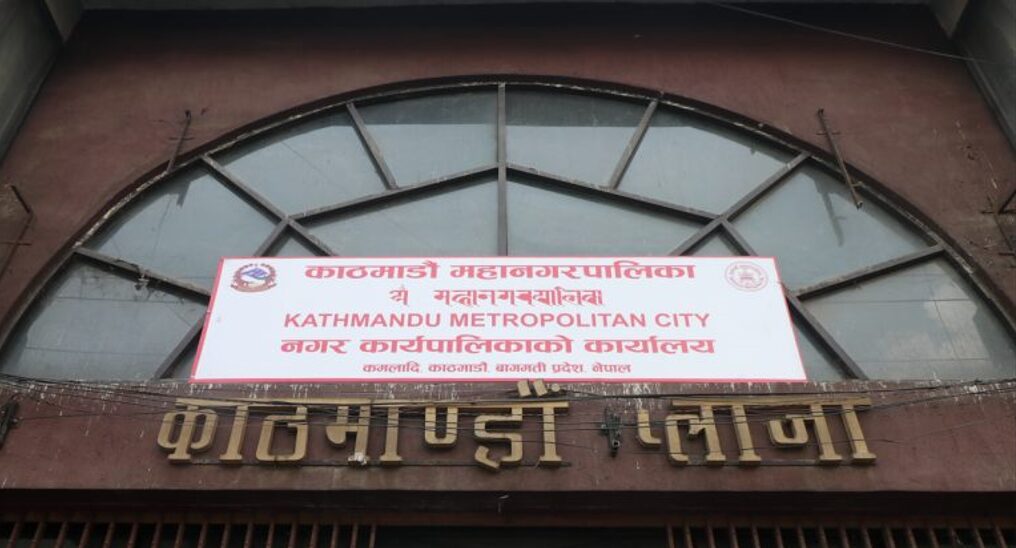 काठमाडौं महानगरपालिका
KATHMANDU METROPOLITAN CITY
नगर कार्यपालिकाको कार्यालय
कमलादि, काठमाडौं, बागमती प्रदेश, नेपाल
काठमाण्डौं प्लाजा